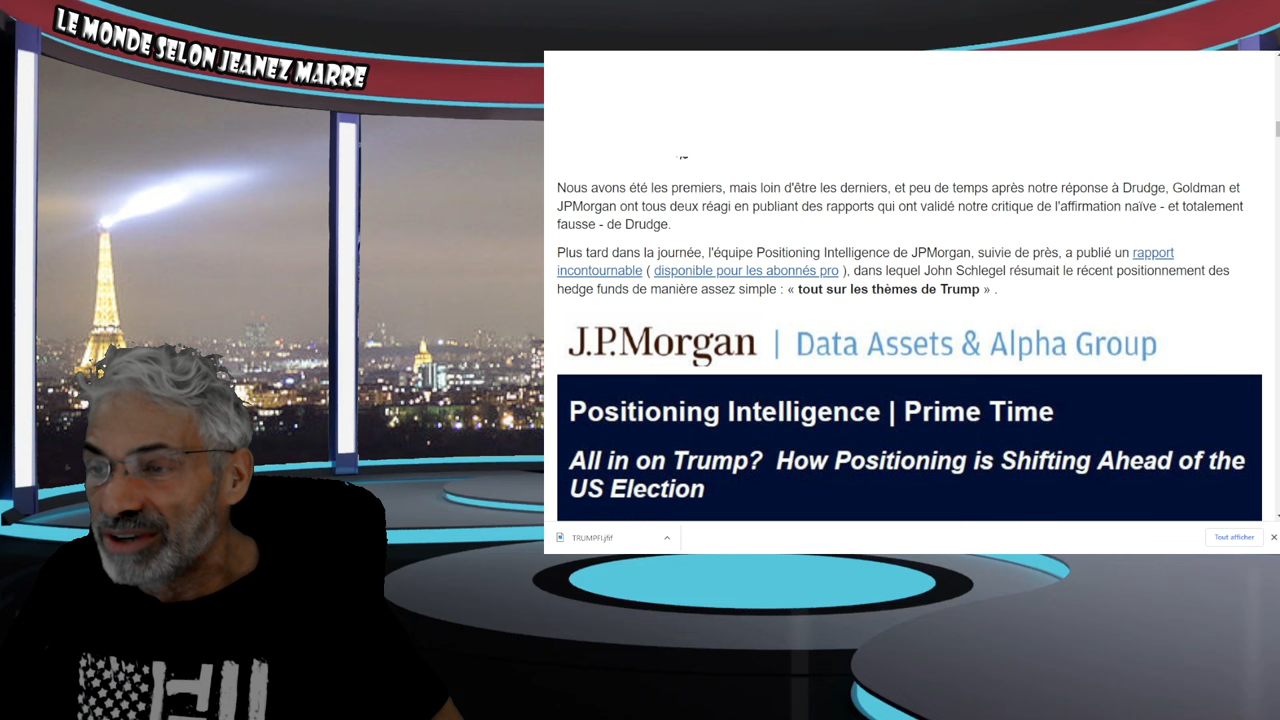 LE MONDE SELON JEANEZ MARRE
Nous avons été les premiers, mais loin d'être les derniers, et peu de temps après notre réponse à Drudge, Goldman et
JPMorgan ont tous deux réagi en publiant des rapports qui ont validé notre critique de l'affirmation naïve - et totalement
fausse - de Drudge.
Plus tard dans la journée, l'équipe Positioning Intelligence de JPMorgan, suivie de près, a publié un rapport
incontournable ( disponible pour les abonnés pro ), dans lequel John Schlegel résumait le récent positionnement des
hedge funds de manière assez simple : « tout sur les thèmes de Trump » .
J.P.Morgan | Data Assets & Alpha Group
Positioning Intelligence | Prime Time
All in on Trump? How Positioning is Shifting Ahead of the
US Election
TRUMPFI.jfif
Tout afficher